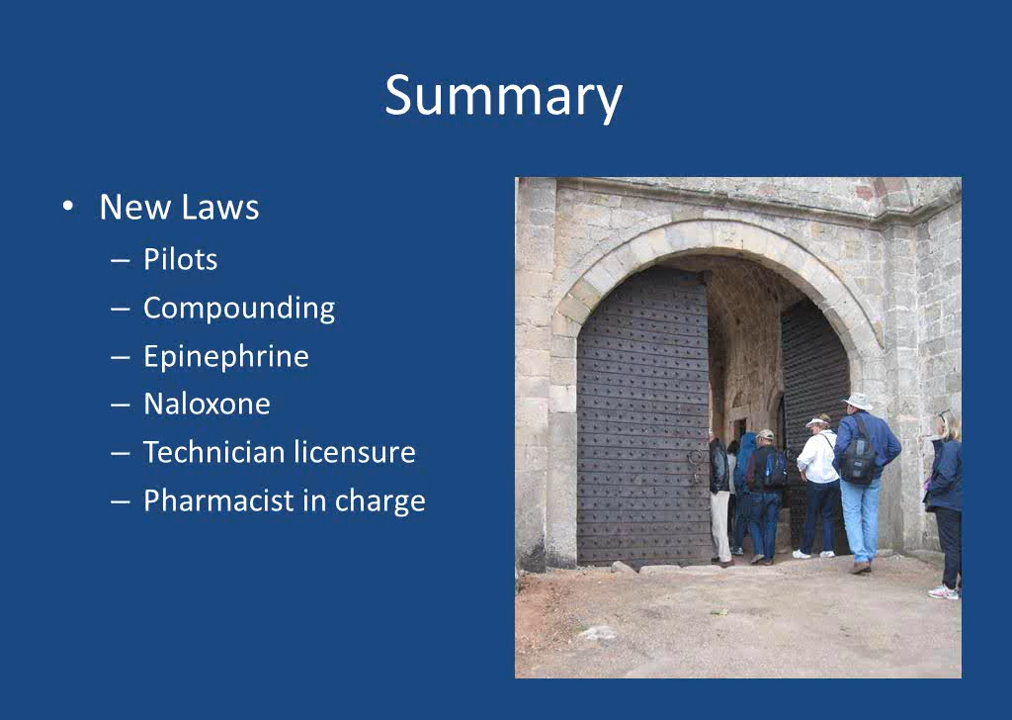 Summary
• New Laws
– Pilots
– Compounding
– Epinephrine
– Naloxone
– Technician licensure
– Pharmacist in charge